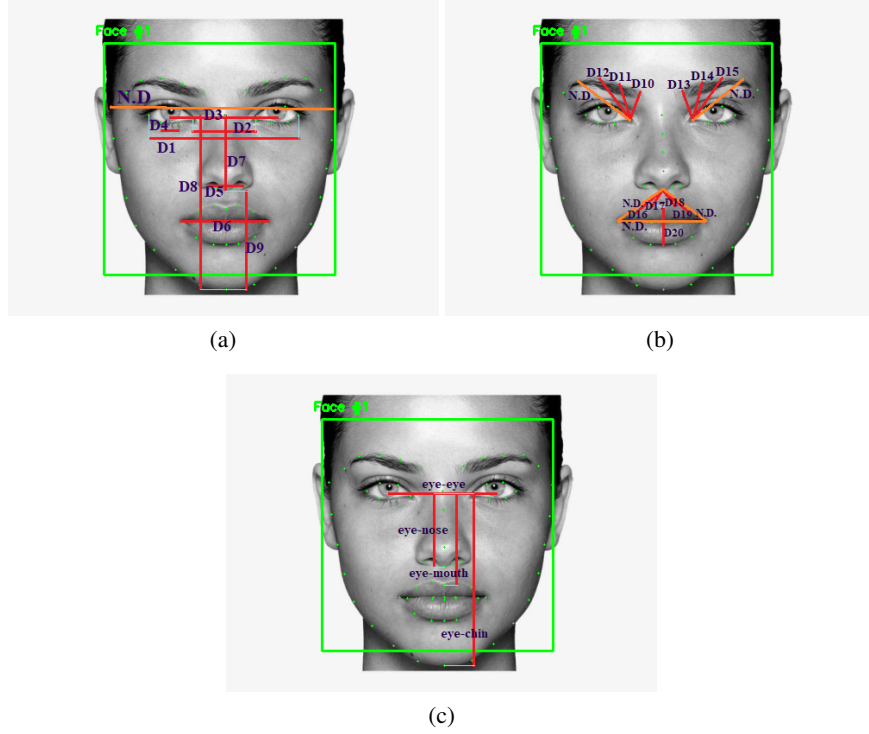 Face #1
N.D
D3
D4
D2
D1
D7
D8
D5
D6
D9
(a)
Face #1
D12
D11
D10
D13
D14
D15
N.D.
N.D.
N.D.
D17
D18
D16
D19
N.D.
N.D.
D20
(b)
Face #1
eye-eye
eye-nose
eye-mouth
eye-chin
(c)